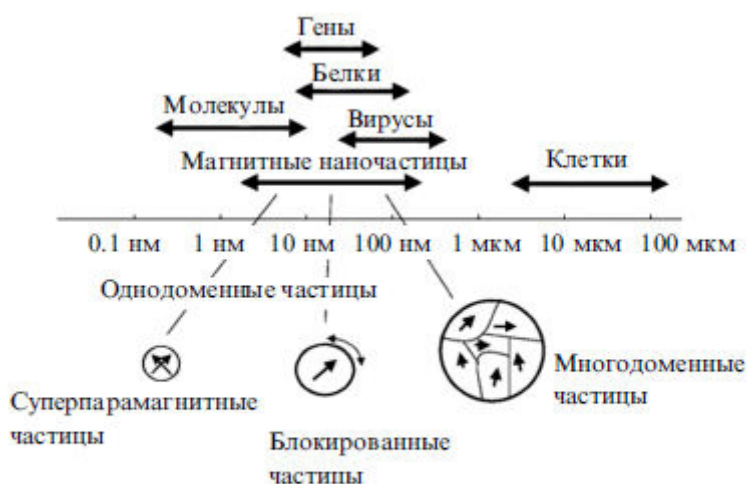 Гены
Белки
Молекулы
Вирусы
Магнитные наночастицы
Клетки
0.1 нм 1 нм 10 нм 100 нм 1 мкм 10 мкм 100 мкм
Однодоменные частицы
Многодоменные
частицы
Суперпарамагнитные
частицы
Блокированные
частицы